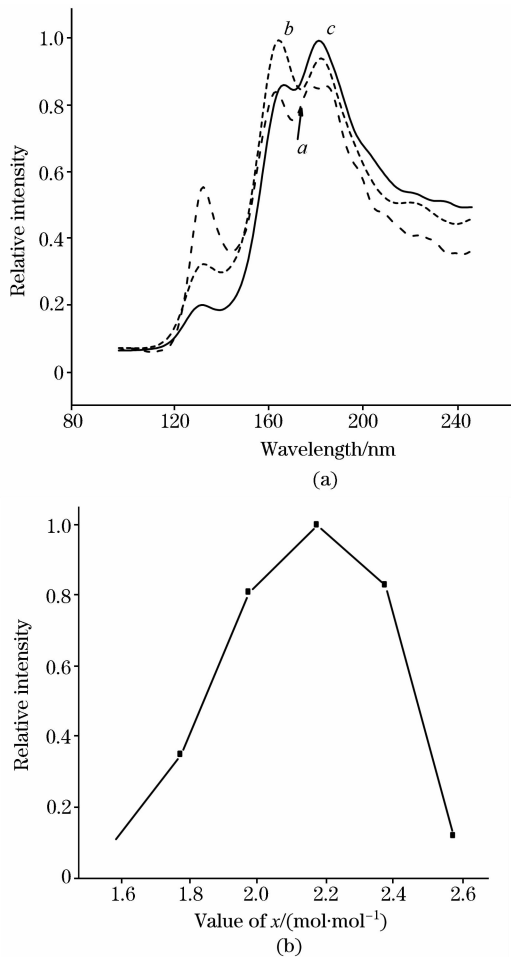 1.0
0.8
0.6
0.4
0.2
0
Relative intensity
b
c
a
80
120
160
200
240
Wavelength/nm
(a)
1.0
0.8
0.6
0.4
0.2
0
Relative intensity
1.6
1.8
2.0
2.2
2.4
2.6
Value of x/(mol·mol⁻¹)
(b)